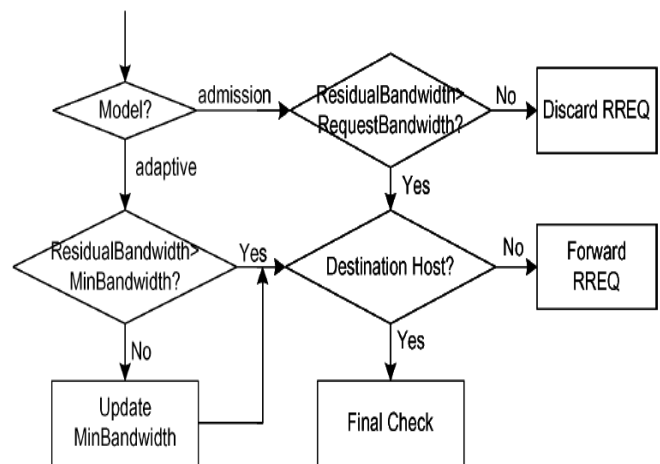 Model?
admission
ResidualBandwidth>
RequestBandwidth?
No
Discard RREQ
adaptive
Yes
ResidualBandwidth>
MinBandwidth?
Yes
Destination Host?
No
Forward
RREQ
No
Yes
Update
MinBandwidth
Final Check